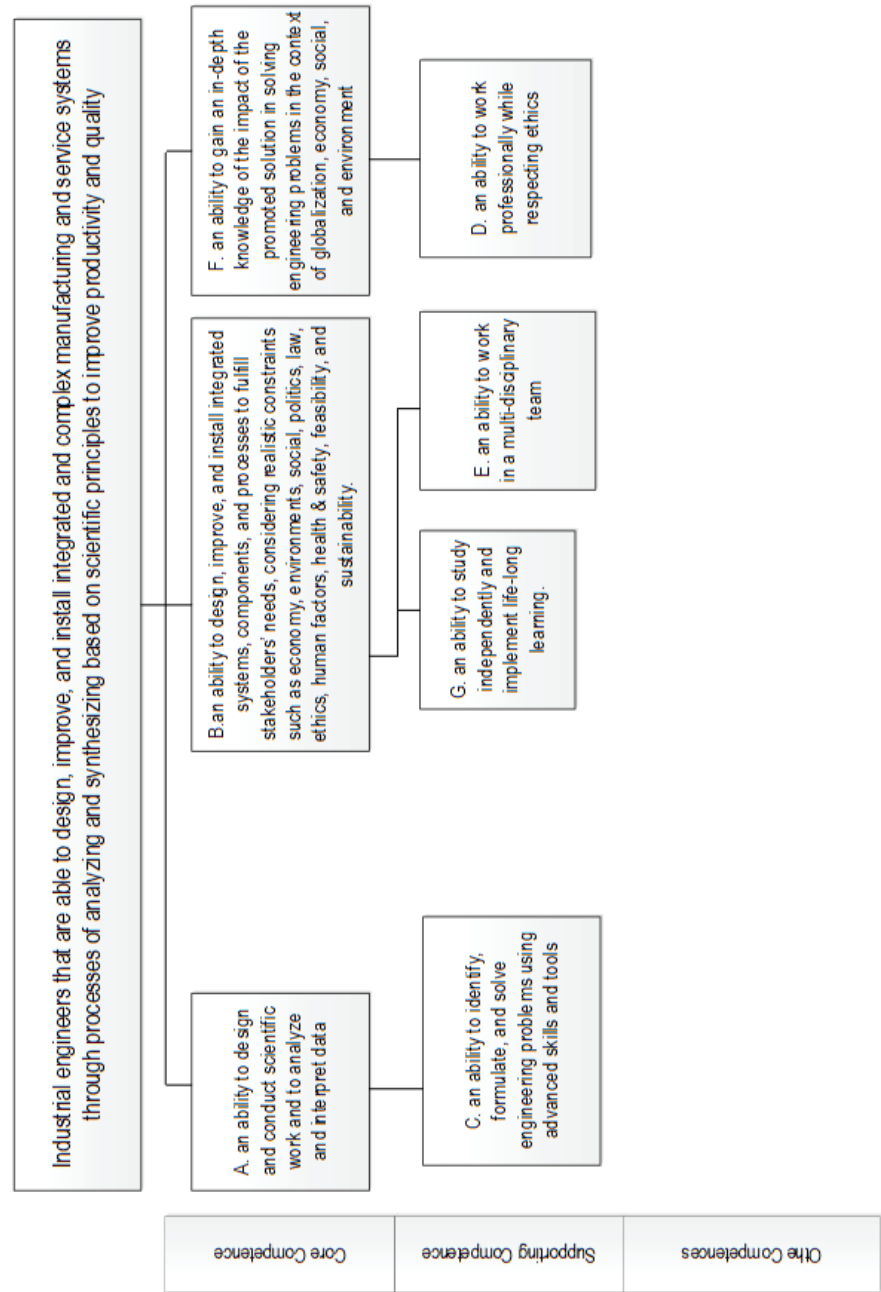 Industrial engineers that are able to design, improve, and install integrated and complex manufacturing and service systems
through processes of analyzing and synthesizing based on scientific principles to improve productivity and quality
Core Competence
A. an ability to design
and conduct scientific
work and to analyze
and interpret data
B.an ability to design, improve, and install integrated
systems, components, and processes to fulfill
stakeholders' needs, considering realistic constraints
such as economy, environments, social, politics, law,
ethics, human factors, health & safety, feasibility, and
sustainability.
F. an ability to gain an in-depth
knowledge of the impact of the
promoted solution in solving
engineering problems in the context
of globalization, economy, social,
and environment
Supporting Competence
C. an ability to identify,
formulate, and solve
engineering problems using
advanced skills and tools
G. an ability to study
independently and
implement life-long
learning.
E. an ability to work
in a multi-disciplinary
team
D. an ability to work
professionally while
respecting ethics
Othe Competences